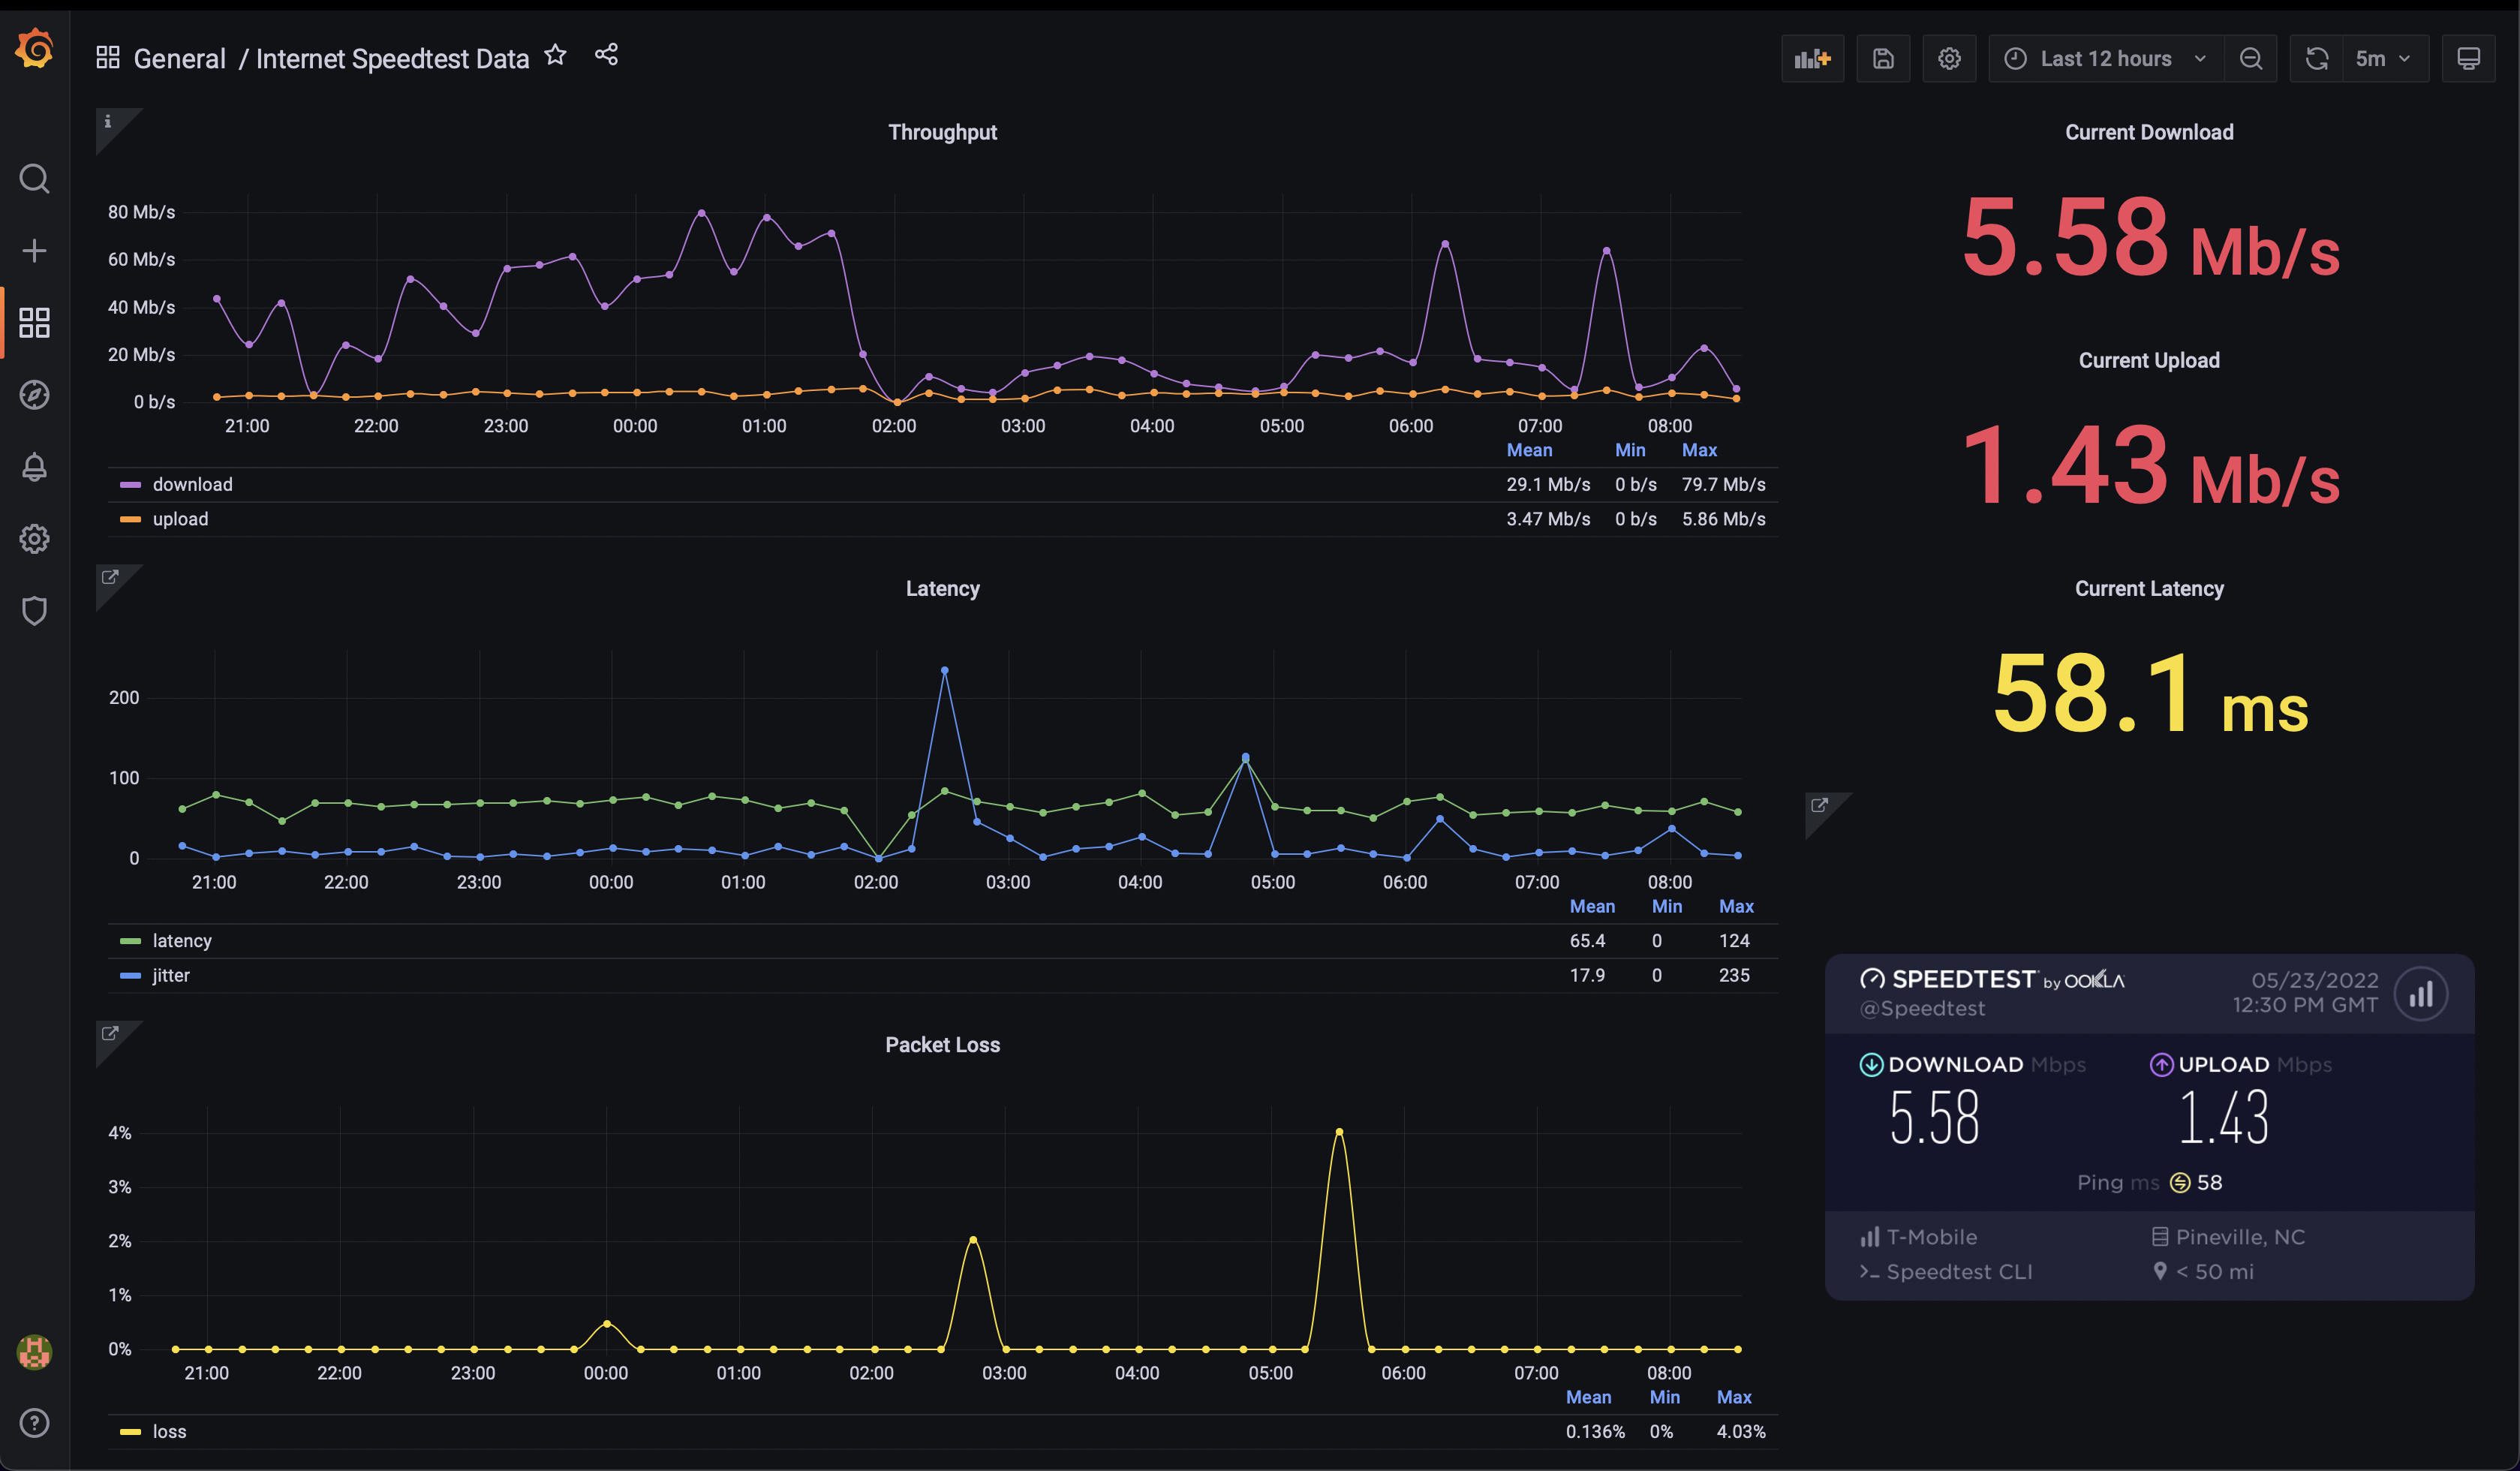 General / Internet Speedtest Data
Last 12 hours
5m
Throughput
80 Mb/s
60 Mb/s
40 Mb/s
20 Mb/s
0 b/s
21:00 22:00 23:00 00:00 01:00 02:00 03:00 04:00 05:00 06:00 07:00 08:00
Mean Min Max
download 29.1 Mb/s 0 b/s 79.7 Mb/s
upload 3.47 Mb/s 0 b/s 5.86 Mb/s
Latency
200
100
0
21:00 22:00 23:00 00:00 01:00 02:00 03:00 04:00 05:00 06:00 07:00 08:00
Mean Min Max
latency 65.4 0 124
jitter 17.9 0 235
Packet Loss
4%
3%
2%
1%
0%
21:00 22:00 23:00 00:00 01:00 02:00 03:00 04:00 05:00 06:00 07:00 08:00
Mean Min Max
loss 0.136% 0% 4.03%
Current Download
5.58 Mb/s
Current Upload
1.43 Mb/s
Current Latency
58.1 ms
SPEEDTEST by OOKLA
@Speedtest
05/23/2022
12:30 PM GMT
DOWNLOAD Mbps
5.58
UPLOAD Mbps
1.43
Ping ms 58
T-Mobile
Speedtest CLI
Pineville, NC
< 50 mi